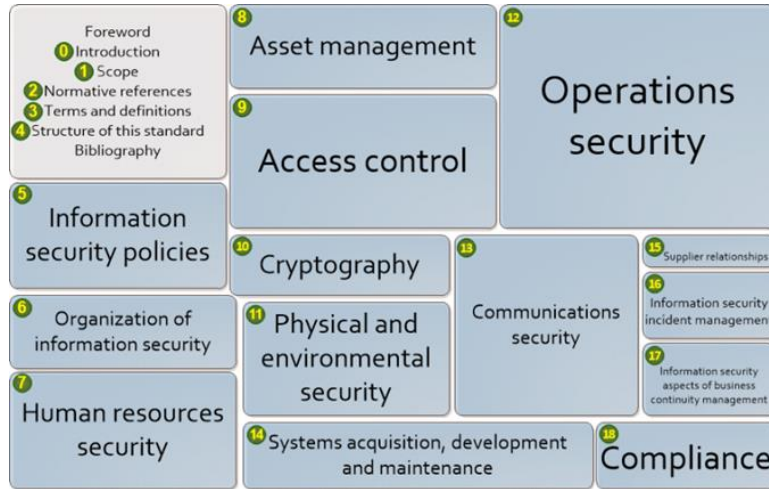 Foreword
0 Introduction
1 Scope
2 Normative references
3 Terms and definitions
4 Structure of this standard
Bibliography
5 Information
security policies
6 Organization of
information security
7 Human resources
security
8 Asset management
9 Access control
10 Cryptography
11 Physical and
environmental
security
12 Operations
security
13 Communications
security
14 Systems acquisition, development
and maintenance
15 Supplier relationships
16 Information security
incident management
17 Information security
aspects of business
continuity management
18 Compliance